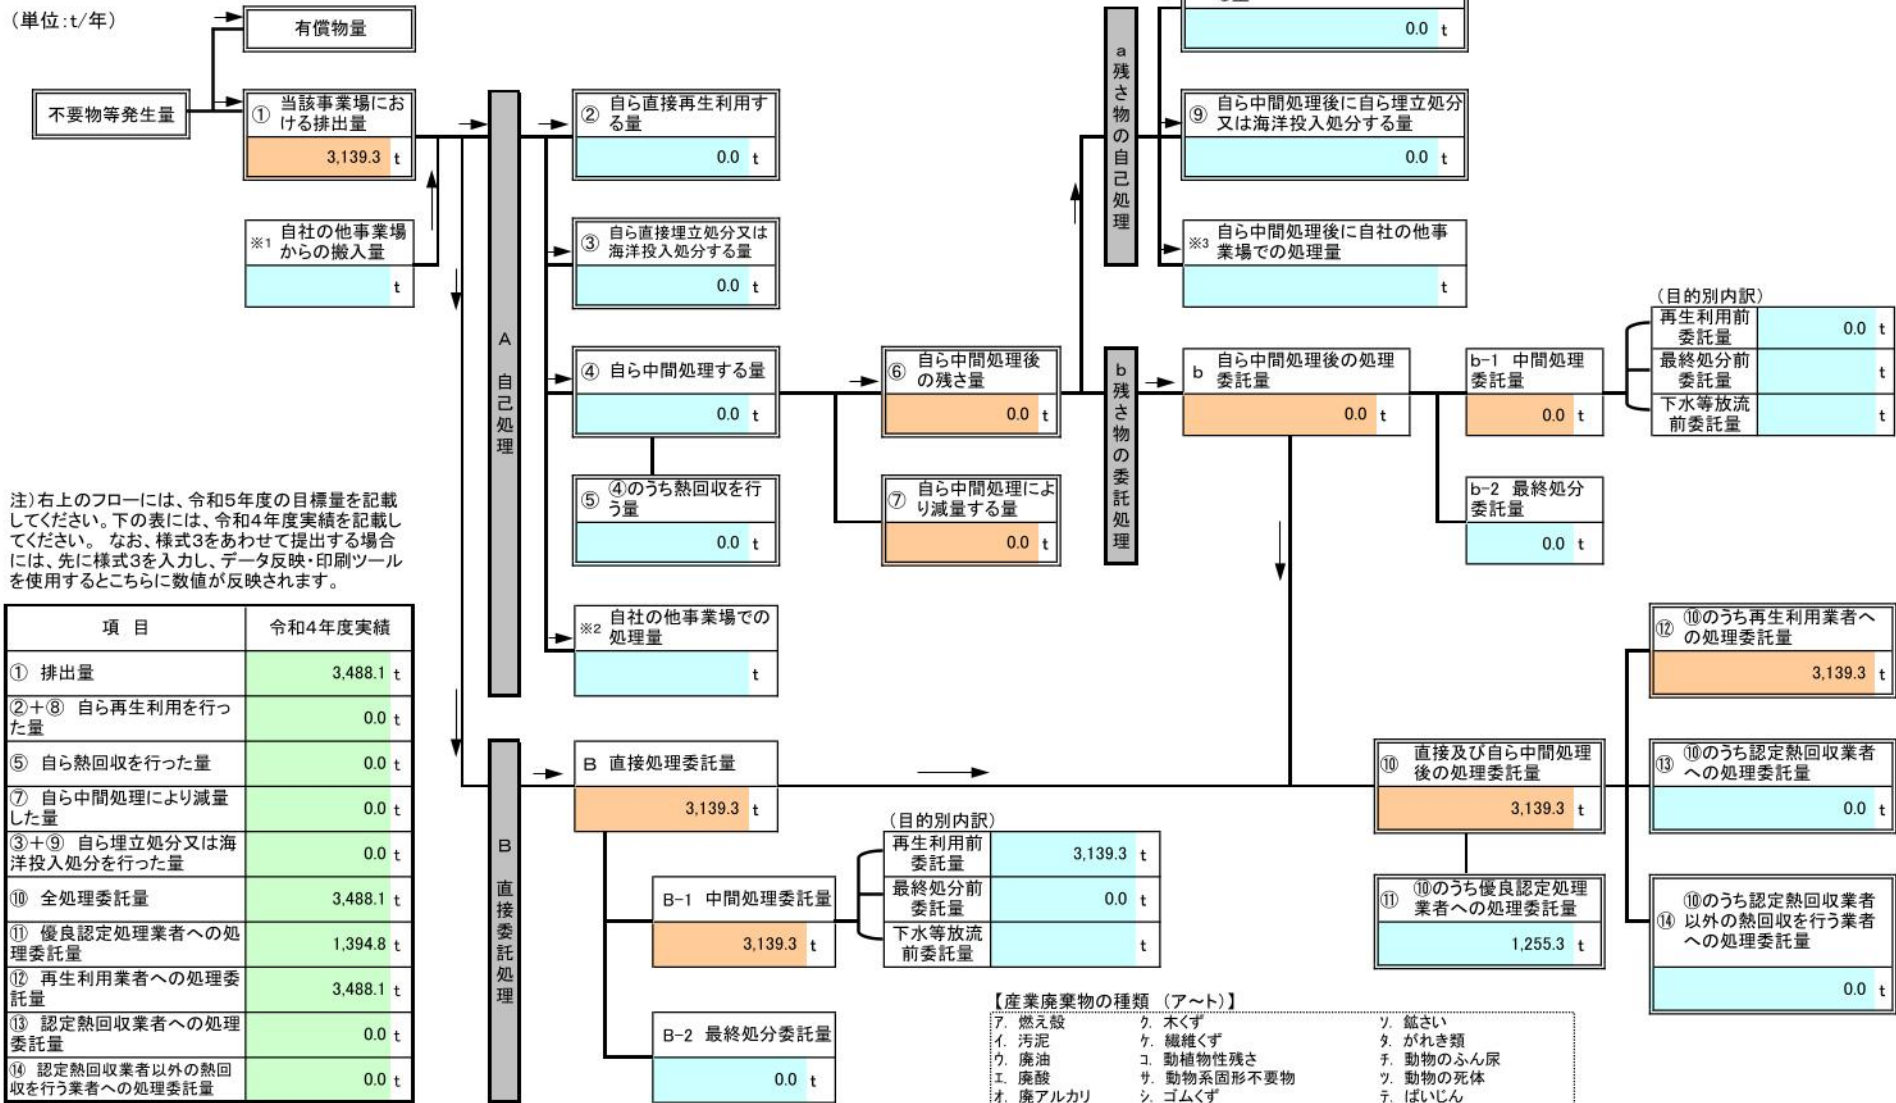 (単位:t/年)
有償物量
不要物等発生量
① 当該事業場にお
ける排出量
3,139.3 t
※1 自社の他事業場
からの搬入量
t
A 自己処理
② 自ら直接再生利用す
る量
0.0 t
③ 自ら直接埋立処分又は
海洋投入処分する量
0.0 t
④ 自ら中間処理する量
0.0 t
⑤ ④のうち熱回収を行
う量
0.0 t
※2 自社の他事業場での
処理量
t
⑥ 自ら中間処理後
の残さ量
0.0 t
⑦ 自ら中間処理によ
り減量する量
0.0 t
a 残さ物の自己処理
0.0 t
⑨ 自ら中間処理後に自ら埋立処分
又は海洋投入処分する量
0.0 t
※3 自ら中間処理後に自社の他事
業場での処理量
t
b 残さ物の委託処理
b 自ら中間処理後の処理
委託量
0.0 t
b-1 中間処理
委託量
0.0 t
(目的別内訳)
再生利用前
委託量
0.0 t
最終処分前
委託量
t
下水等放流
前委託量
t
b-2 最終処分
委託量
0.0 t
注)右上のフローには、令和5年度の目標量を記載
してください。下の表には、令和4年度実績を記載し
てください。 なお、様式3をあわせて提出する場合
には、先に様式3を入力し、データ反映・印刷ツール
を使用するとこちらに数値が反映されます。
項 目 令和4年度実績
① 排出量 3,488.1 t
②+⑧ 自ら再生利用を行っ
た量
0.0 t
⑤ 自ら熱回収を行った量 0.0 t
⑦ 自ら中間処理により減量
した量
0.0 t
③+⑨ 自ら埋立処分又は海
洋投入処分を行った量
0.0 t
⑩ 全処理委託量 3,488.1 t
⑪ 優良認定処理業者への処
理委託量
1,394.8 t
⑫ 再生利用業者への処理委
託量
3,488.1 t
⑬ 認定熱回収業者への処理
委託量
0.0 t
⑭ 認定熱回収業者以外の熱回
収を行う業者への処理委託量
0.0 t
B 直接委託処理
B 直接処理委託量
3,139.3 t
B-1 中間処理委託量
3,139.3 t
(目的別内訳)
再生利用前
委託量
3,139.3 t
最終処分前
委託量
0.0 t
下水等放流
前委託量
t
B-2 最終処分委託量
0.0 t
⑩ 直接及び自ら中間処理
後の処理委託量
3,139.3 t
⑪ ⑩のうち優良認定処理
業者への処理委託量
1,255.3 t
⑫ ⑩のうち再生利用業者へ
の処理委託量
3,139.3 t
⑬ ⑩のうち認定熱回収業者
への処理委託量
0.0 t
⑭ ⑩のうち認定熱回収業者
以外の熱回収を行う業者
への処理委託量
0.0 t
【産業廃棄物の種類 (ア~ト)】
ア. 燃え殻 ク. 木くず ソ. 鉱さい
イ. 汚泥 ケ. 繊維くず タ. がれき類
ウ. 廃油 コ. 動植物性残さ チ. 動物のふん尿
エ. 廃酸 サ. 動物系固形不要物 ツ. 動物の死体
オ. 廃アルカリ シ. ゴムくず テ. ばいじん